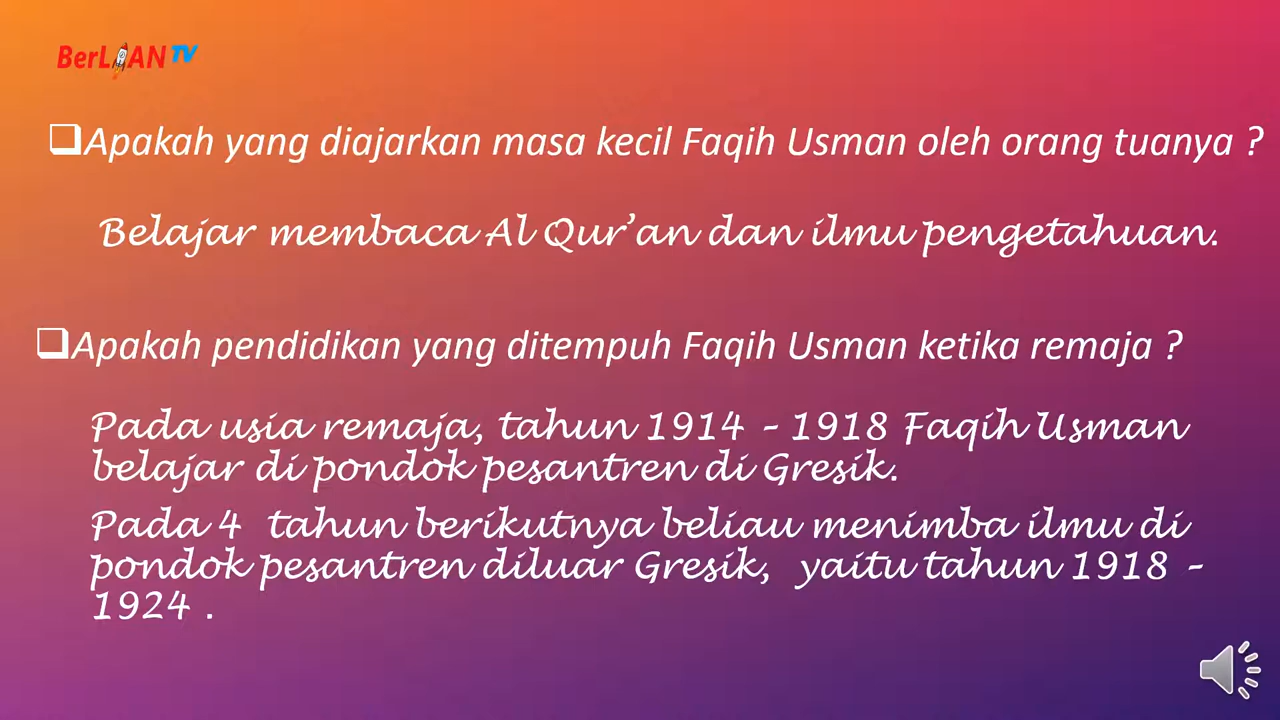 BerLIAN TV
Apakah yang diajarkan masa kecil Faqih Usman oleh orang tuanya ?
Belajar membaca Al Qur’an dan ilmu pengetahuan.
Apakah pendidikan yang ditempuh Faqih Usman ketika remaja ?
Pada usia remaja, tahun 1914 – 1918 Faqih Usman
belajar di pondok pesantren di Gresik.
Pada 4 tahun berikutnya beliau menimba ilmu di
pondok pesantren diluar Gresik, yaitu tahun 1918 –
1924 .